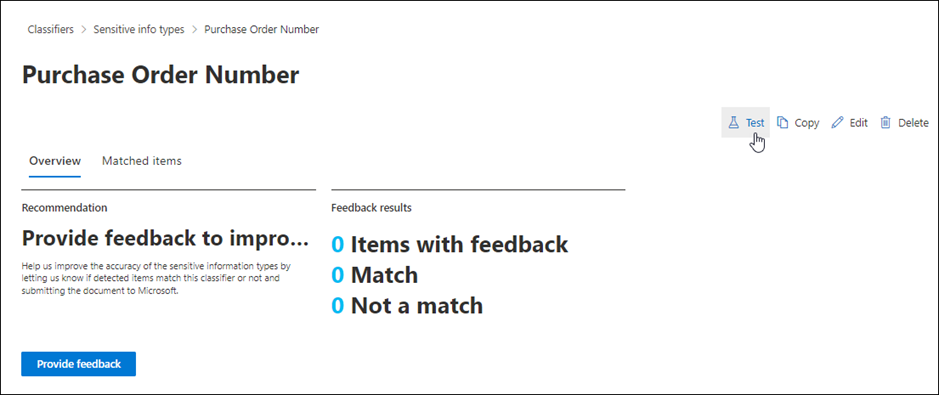 Classifiers > Sensitive info types > Purchase Order Number
Purchase Order Number
Test Copy Edit Delete
Overview Matched items
Recommendation
Provide feedback to impro...
Help us improve the accuracy of the sensitive information types by
letting us know if detected items match this classifier or not and
submitting the document to Microsoft.
Provide feedback
Feedback results
0 Items with feedback
0 Match
0 Not a match